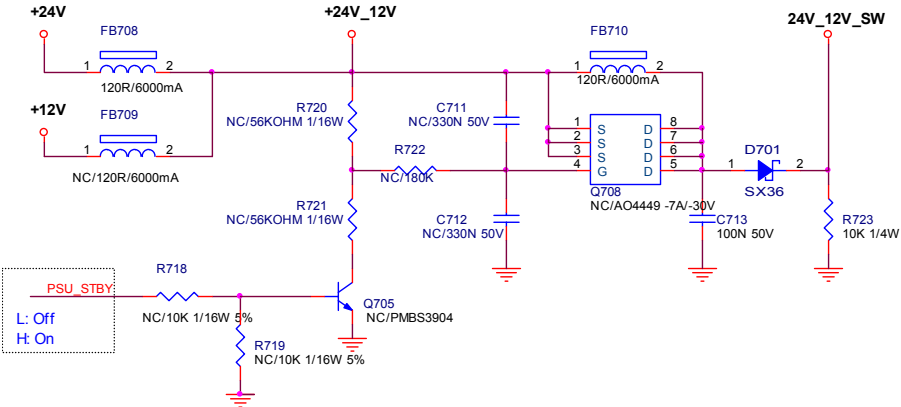 +24V
+24V_12V
24V_12V_SW
FB708
1 2
120R/6000mA
FB710
1 2
120R/6000mA
+12V
FB709
1 2
NC/120R/6000mA
R720
NC/56KOHM 1/16W
C711
NC/330N 50V
R722
NC/180K
1 S D 8
2 S D 7
3 S D 6
4 G D 5
Q708
NC/AO4449 -7A/-30V
D701
1 2
SX36
R721
NC/56KOHM 1/16W
C712
NC/330N 50V
C713
100N 50V
R723
10K 1/4W
PSU_STBY
L: Off
H: On
R718
NC/10K 1/16W 5%
Q705
NC/PMBS3904
R719
NC/10K 1/16W 5%